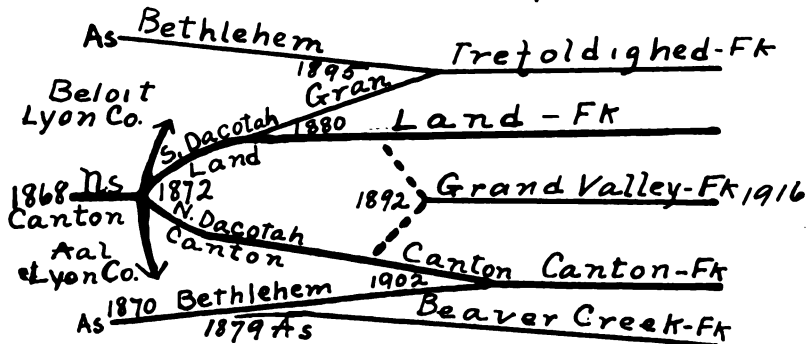 As Bethlehem
Trefoldighed-Fk
1895
Gran
Beloit
Lyon Co.
S. Dacotah
Land
1880
Land-Fk
1868 Ns
Canton
1872
1892
Grand Valley-Fk 1916
N. Dacotah
Canton
Aal
Lyon Co.
Canton
Canton-Fk
1902
As 1870 Bethlehem
1879 As
Beaver Creek-Fk